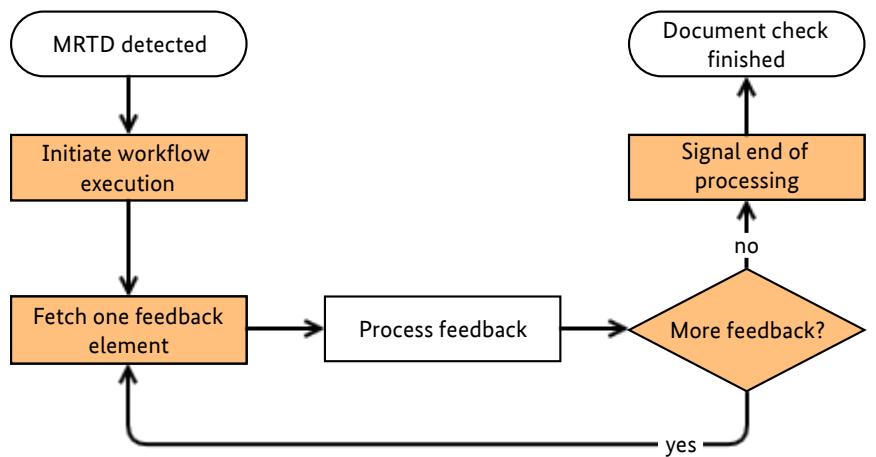 MRTD detected
Initiate workflow
execution
Fetch one feedback
element
Process feedback
More feedback?
yes
no
Signal end of
processing
Document check
finished